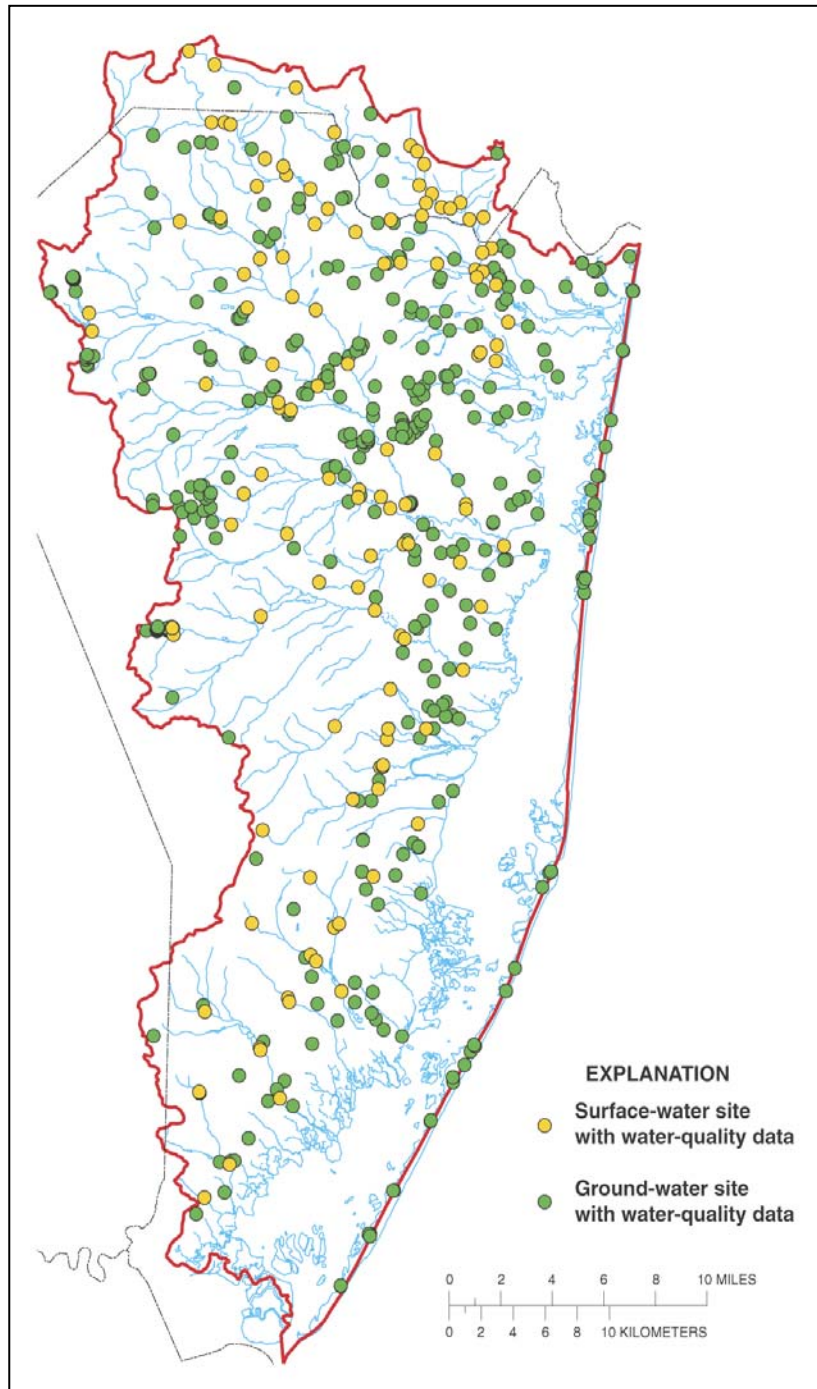 EXPLANATION
Surface-water site
with water-quality data
Ground-water site
with water-quality data
0 2 4 6 8 10 MILES
0 2 4 6 8 10 KILOMETERS